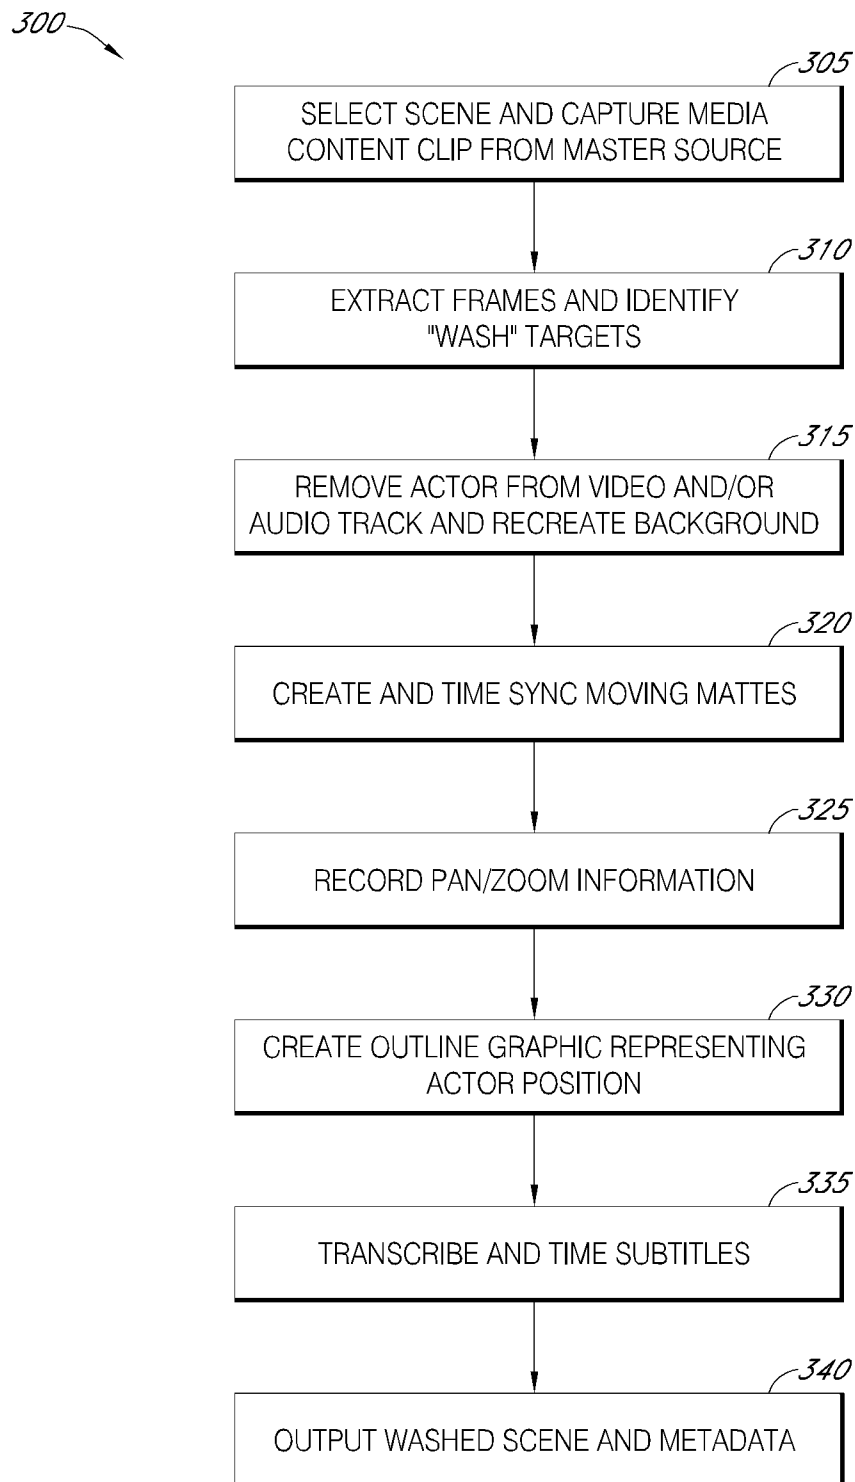 300
305
SELECT SCENE AND CAPTURE MEDIA
CONTENT CLIP FROM MASTER SOURCE
310
EXTRACT FRAMES AND IDENTIFY
"WASH" TARGETS
315
REMOVE ACTOR FROM VIDEO AND/OR
AUDIO TRACK AND RECREATE BACKGROUND
320
CREATE AND TIME SYNC MOVING MATTES
325
RECORD PAN/ZOOM INFORMATION
330
CREATE OUTLINE GRAPHIC REPRESENTING
ACTOR POSITION
335
TRANSCRIBE AND TIME SUBTITLES
340
OUTPUT WASHED SCENE AND METADATA